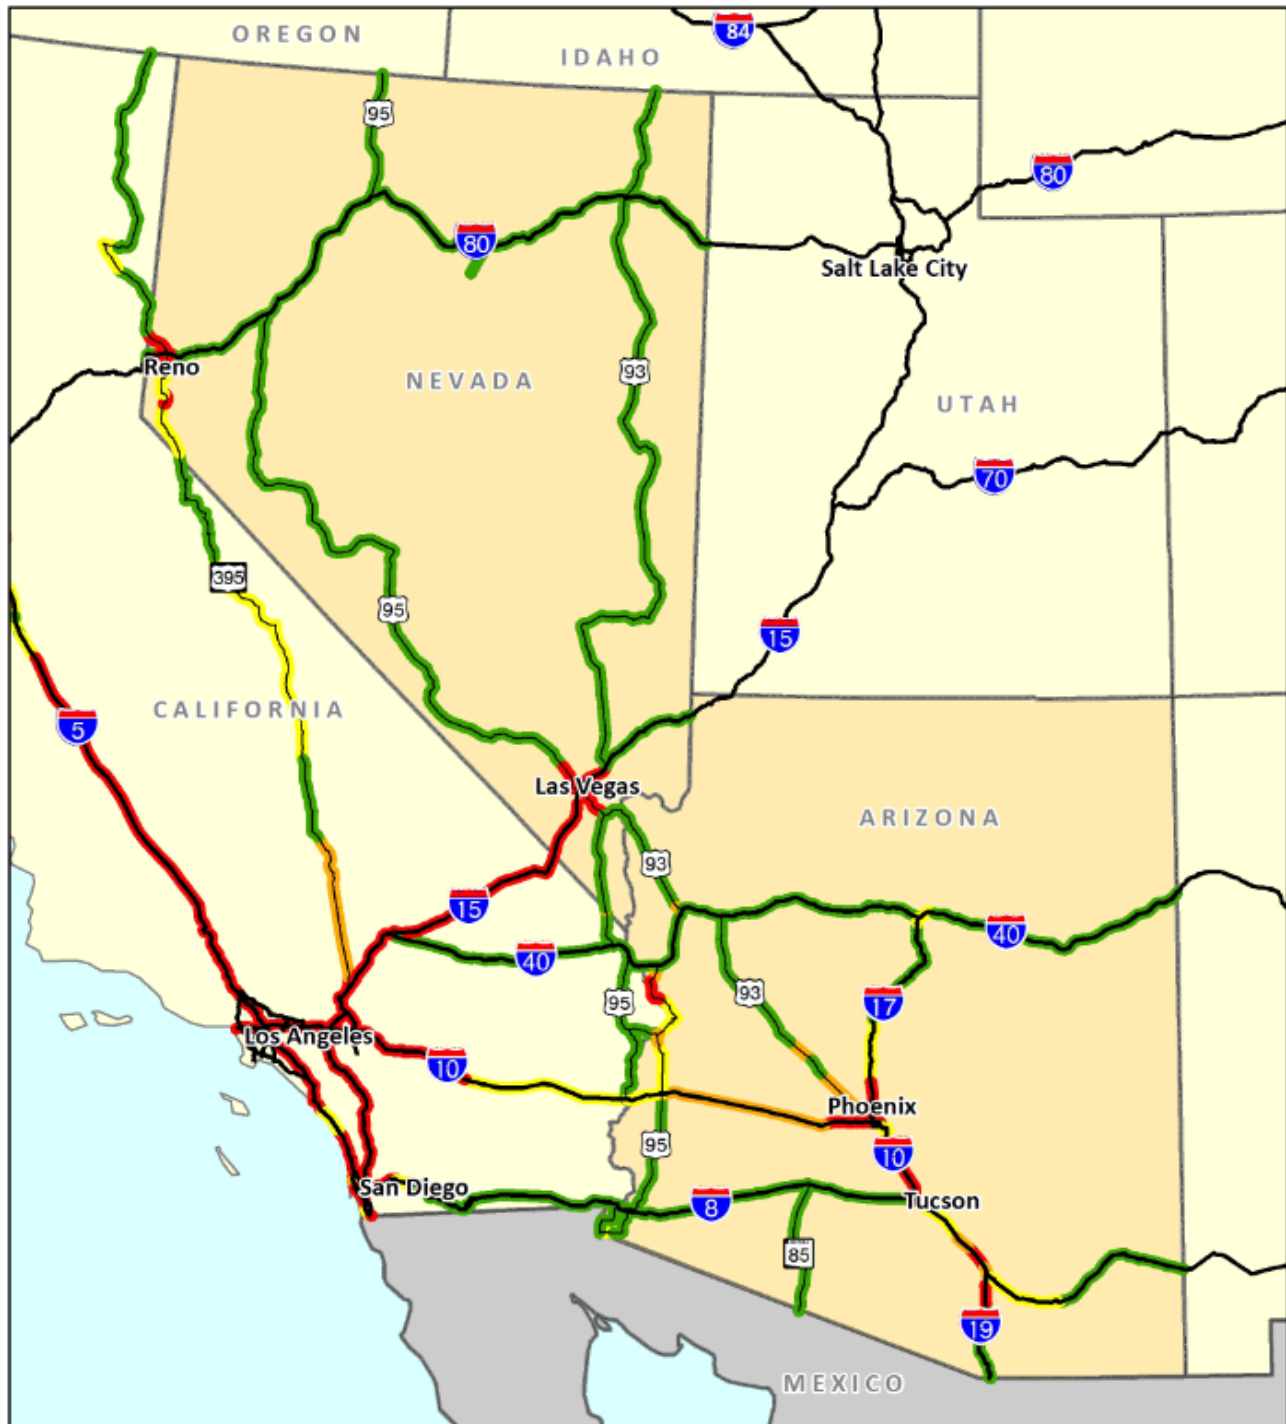 OREGON
84
IDAHO
95
80
80
Salt Lake City
Reno
93
NEVADA
UTAH
70
395
95
15
CALIFORNIA
5
Las Vegas
ARIZONA
93
15
40
40
95
93
17
Los Angeles
10
Phoenix
95
10
San Diego
8
Tucson
85
19
MEXICO